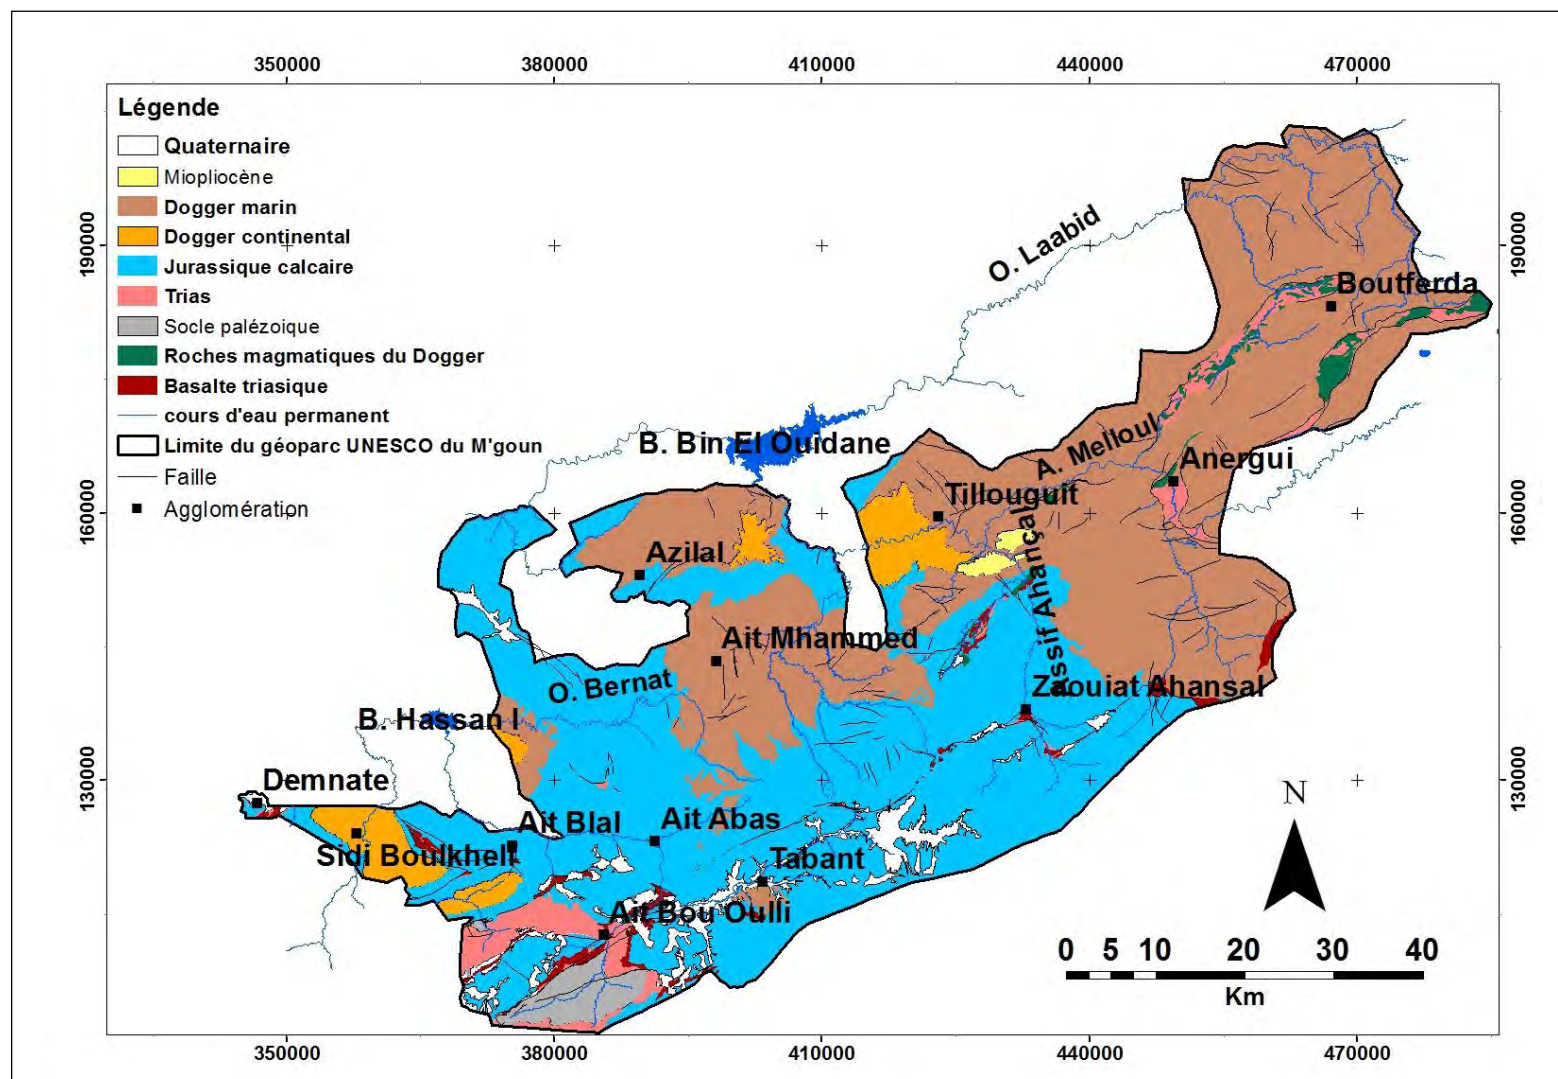 350000 380000 410000 440000 470000
Légende
Quaternaire
Miopliocène
Dogger marin
Dogger continental
Jurassique calcaire
Trias
Socle palézoique
Roches magmatiques du Dogger
Basalte triasique
cours d'eau permanent
Limite du géoparc UNESCO du M'goun
Faille
Agglomération
190000
190000
O. Laabid
Boutferda
B. Bin El Ouidane
A. Melloul
Anergui
160000
Tillouguit
160000
Azilal
Assif Ahançal
Ait Mhammed
O. Bernat
Zaouiat Ahansal
B. Hassan I
130000
Demnate
130000
Ait Blal
Ait Abas
Sidi Boulkhelf
Tabant
Ait Bou Oulli
N
0 5 10 20 30 40
Km
350000 380000 410000 440000 470000